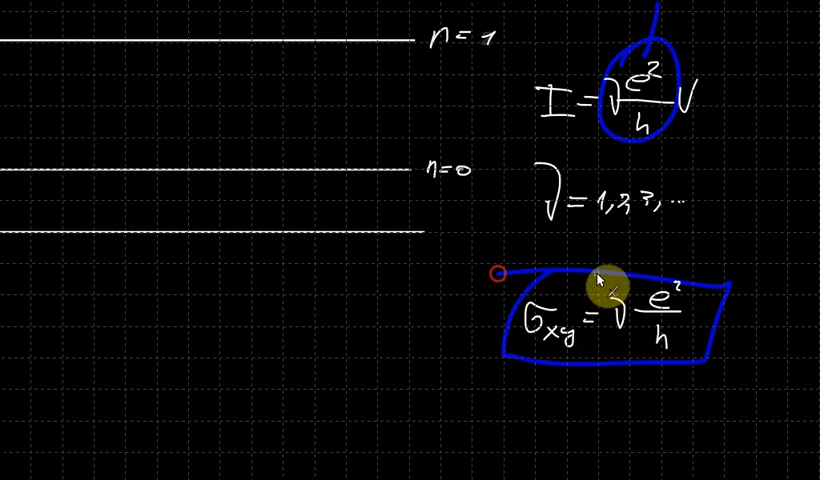 n = 1
I = ν e²/h V
n=0
ν = 1,2,3, ...
σxy = ν e²/h